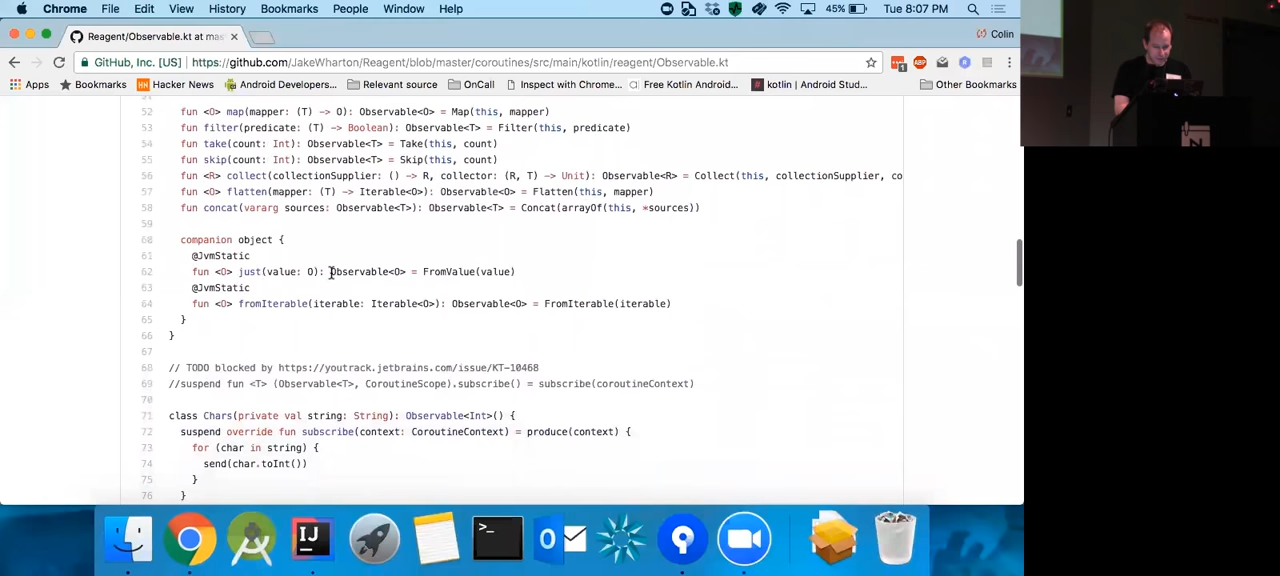 Chrome File Edit View History Bookmarks People Window Help 45% Tue 8:07 PM
Reagent/Observable.kt at mas Colin
GitHub, Inc. [US] https://github.com/JakeWharton/Reagent/blob/master/coroutines/src/main/kotlin/reagent/Observable.kt
Apps Bookmarks Hacker News Android Developers... Relevant source OnCall Inspect with Chrome... Free Kotlin Android... kotlin | Android Stud... Other Bookmarks
52 fun <O> map(mapper: (T) -> O): Observable<O> = Map(this, mapper)
53 fun filter(predicate: (T) -> Boolean): Observable<T> = Filter(this, predicate)
54 fun take(count: Int): Observable<T> = Take(this, count)
55 fun skip(count: Int): Observable<T> = Skip(this, count)
56 fun <R> collect(collectionSupplier: () -> R, collector: (R, T) -> Unit): Observable<R> = Collect(this, collectionSupplier, co
57 fun <O> flatten(mapper: (T) -> Iterable<O>): Observable<O> = Flatten(this, mapper)
58 fun concat(vararg sources: Observable<T>): Observable<T> = Concat(arrayOf(this, *sources))
59
60 companion object {
61 @JvmStatic
62 fun <O> just(value: O): Observable<O> = FromValue(value)
63 @JvmStatic
64 fun <O> fromIterable(iterable: Iterable<O>): Observable<O> = FromIterable(iterable)
65 }
66 }
67
68 // TODO blocked by https://youtrack.jetbrains.com/issue/KT-10468
69 //suspend fun <T> (Observable<T>, CoroutineScope).subscribe() = subscribe(coroutineContext)
70
71 class Chars(private val string: String): Observable<Int>() {
72 suspend override fun subscribe(context: CoroutineContext) = produce(context) {
73 for (char in string) {
74 send(char.toInt())
75 }
76 }